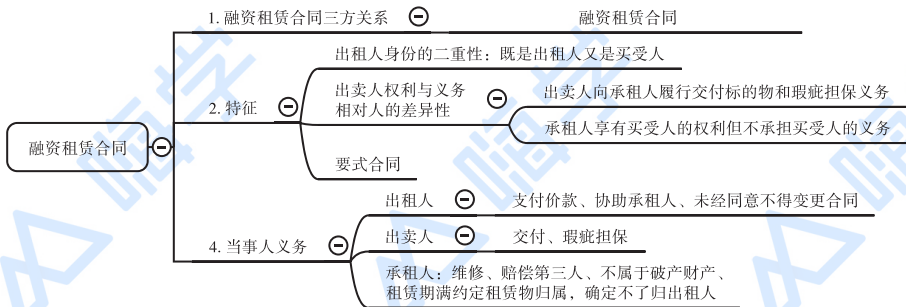 1. 融资租赁合同三方关系
融资租赁合同
出租人身份的二重性：既是出租人又是买受人
出卖人权利与义务
相对人的差异性
出卖人向承租人履行交付标的物和瑕疵担保义务
2. 特征
承租人享有买受人的权利但不承担买受人的义务
融资租赁合同
要式合同
出租人
支付价款、协助承租人、未经同意不得变更合同
出卖人
交付、瑕疵担保
4. 当事人义务
承租人：维修、赔偿第三人、不属于破产财产、
租赁期满约定租赁物归属，确定不了归出租人
嗨学
嗨学
嗨学